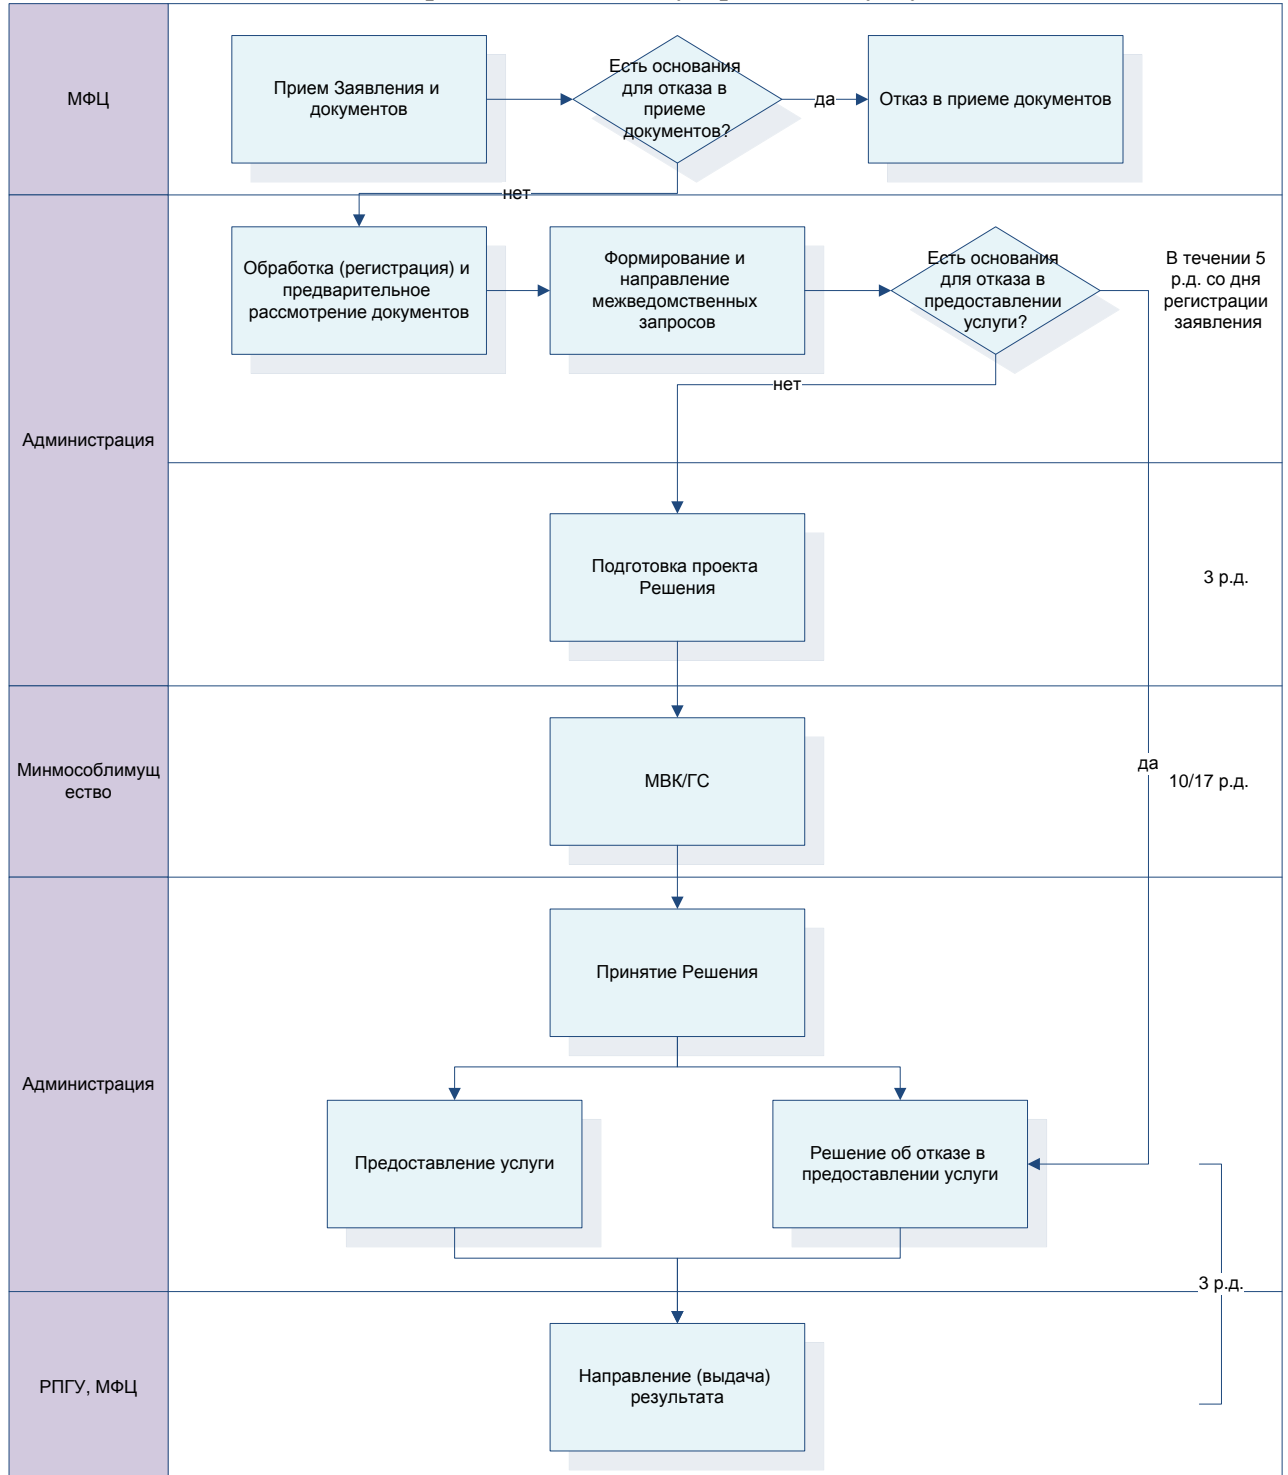 МФЦ
Прием Заявления и
документов
Есть основания
для отказа в
приеме
документов?
да
Отказ в приеме документов
нет
Администрация
Обработка (регистрация) и
предварительное
рассмотрение документов
Формирование и
направление
межведомственных
запросов
Есть основания
для отказа в
предоставлении
услуги?
В течении 5
р.д. со дня
регистрации
заявления
нет
Подготовка проекта
Решения
3 р.д.
Минмособлимущ
ество
МВК/ГС
да
10/17 р.д.
Администрация
Принятие Решения
Предоставление услуги
Решение об отказе в
предоставлении услуги
3 р.д.
РПГУ, МФЦ
Направление (выдача)
результата